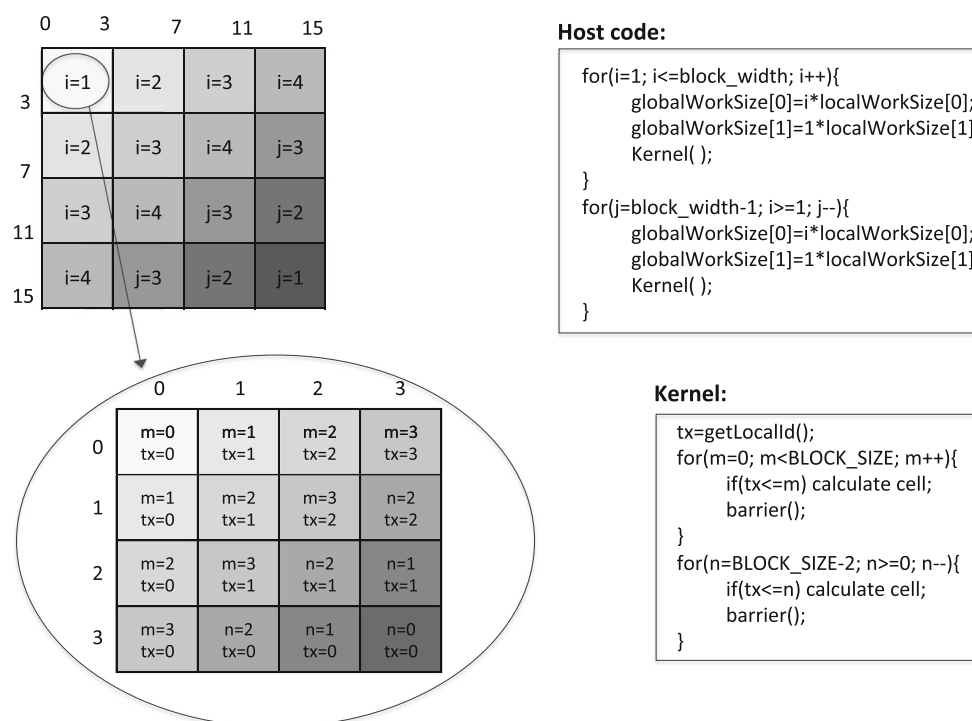 0 3 7 11 15
i=1 i=2 i=3 i=4
3
i=2 i=3 i=4 j=3
7
i=3 i=4 j=3 j=2
11
i=4 j=3 j=2 j=1
15
Host code:
for(i=1; i<=block_width; i++){
globalWorkSize[0]=i*localWorkSize[0];
globalWorkSize[1]=1*localWorkSize[1]
Kernel( );
}
for(j=block_width-1; i>=1; j--){
globalWorkSize[0]=i*localWorkSize[0];
globalWorkSize[1]=1*localWorkSize[1]
Kernel( );
}
0 1 2 3
m=0 m=1 m=2 m=3
0
tx=0 tx=1 tx=2 tx=3
m=1 m=2 m=3 n=2
1
tx=0 tx=1 tx=2 tx=2
m=2 m=3 n=2 n=1
2
tx=0 tx=1 tx=1 tx=1
m=3 n=2 n=1 n=0
3
tx=0 tx=0 tx=0 tx=0
Kernel:
tx=getLocalId();
for(m=0; m<BLOCK_SIZE; m++){
if(tx<=m) calculate cell;
barrier();
}
for(n=BLOCK_SIZE-2; n>=0; n--){
if(tx<=n) calculate cell;
barrier();
}